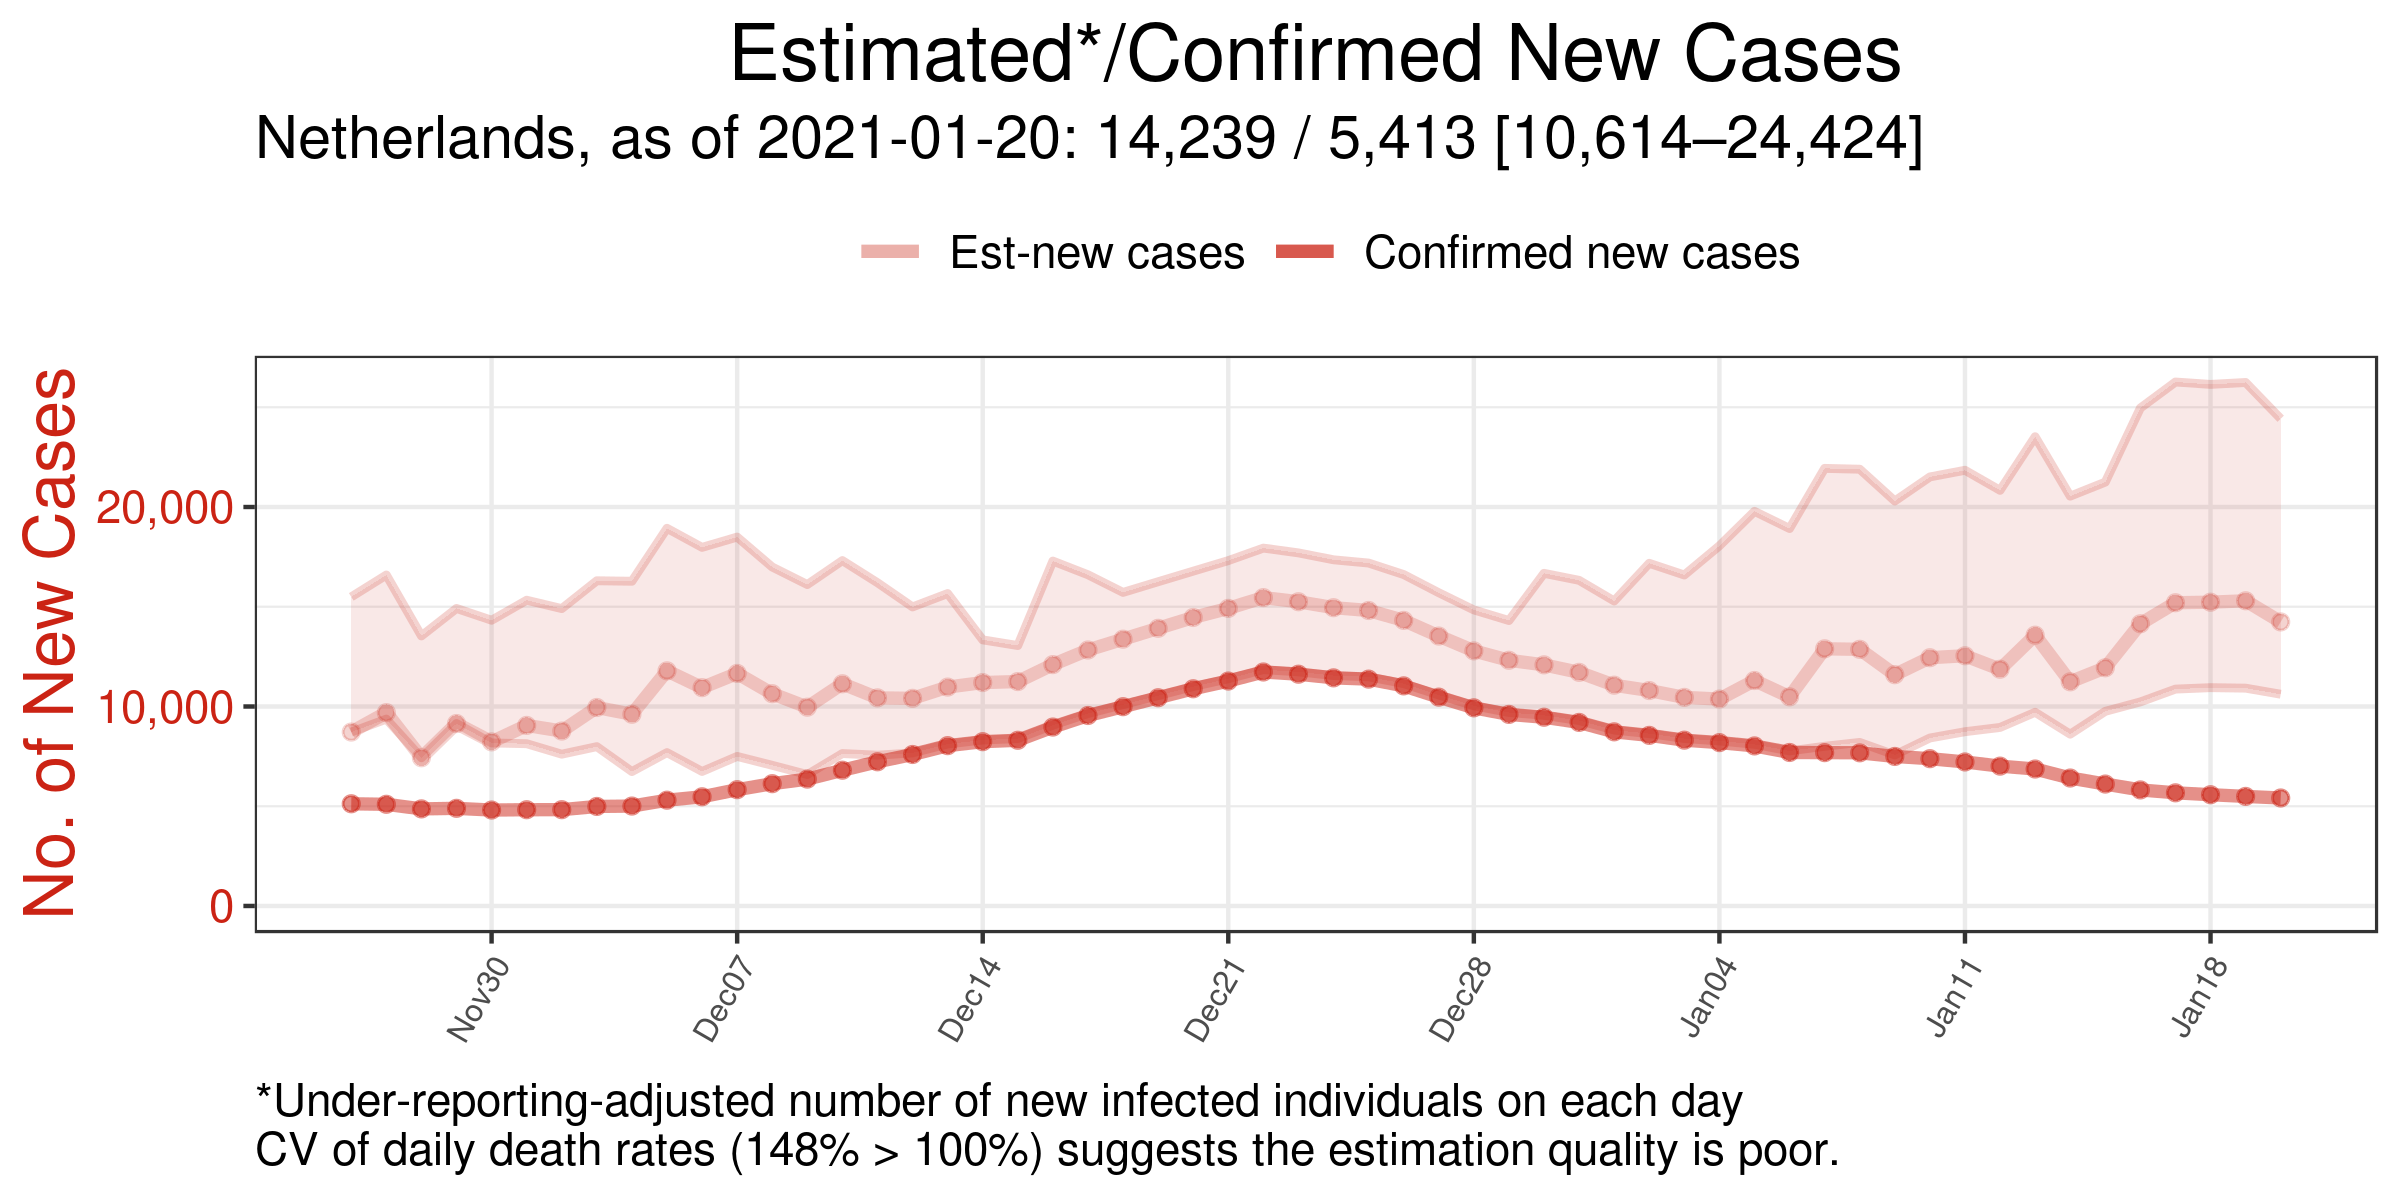 Estimated*/Confirmed New Cases
Netherlands, as of 2021-01-20: 14,239 / 5,413 [10,614–24,424]
Est-new cases
Confirmed new cases
No. of New Cases
20,000
10,000
0
Nov30
Dec07
Dec14
Dec21
Dec28
Jan04
Jan11
Jan18
*Under-reporting-adjusted number of new infected individuals on each day
CV of daily death rates (148% > 100%) suggests the estimation quality is poor.